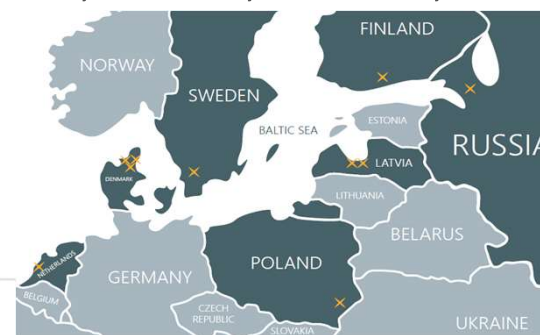 FINLAND
NORWAY
SWEDEN
ESTONIA
BALTIC SEA
RUSSIA
LATVIA
DENMARK
LITHUANIA
BELARUS
NETHERLANDS
POLAND
GERMANY
BELGIUM
CZECH
REPUBLIC
UKRAINE
SLOVAKIA